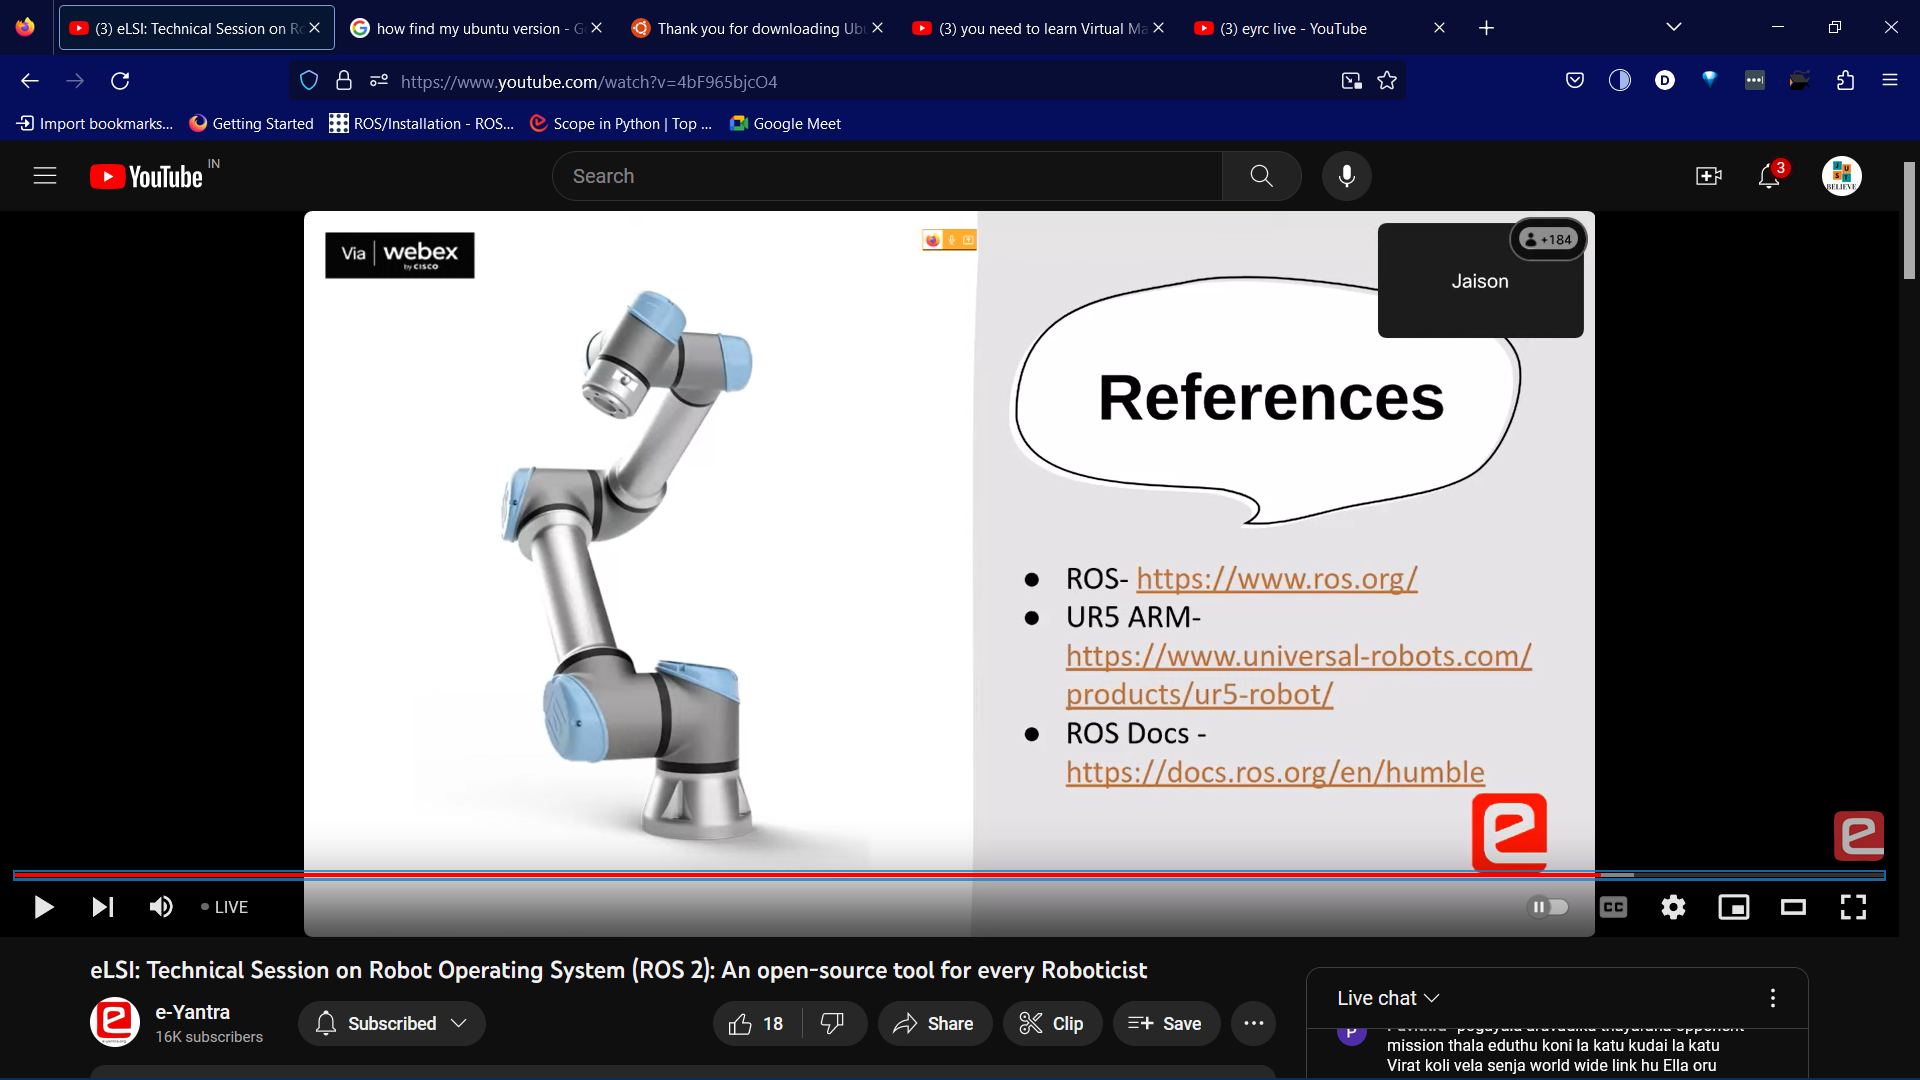 (3) eLSI: Technical Session on Ro
how find my ubuntu version - Go
Thank you for downloading Ubu
(3) you need to learn Virtual Ma
(3) eyrc live - YouTube
https://www.youtube.com/watch?v=4bF965bjcO4
Import bookmarks...
Getting Started
ROS/Installation - ROS...
Scope in Python | Top ...
Google Meet
YouTube IN
Search
3
JUST
BELIEVE
Via | webex
by CISCO
+184
Jaison
References
● ROS- https://www.ros.org/
● UR5 ARM-
https://www.universal-robots.com/
products/ur5-robot/
● ROS Docs -
https://docs.ros.org/en/humble
LIVE
CC
eLSI: Technical Session on Robot Operating System (ROS 2): An open-source tool for every Roboticist
e-Yantra
16K subscribers
Subscribed
18
Share
Clip
Save
Live chat
P
mission thala eduthu koni la katu kudai la katu
Virat koli vela senja world wide link hu Ella oru